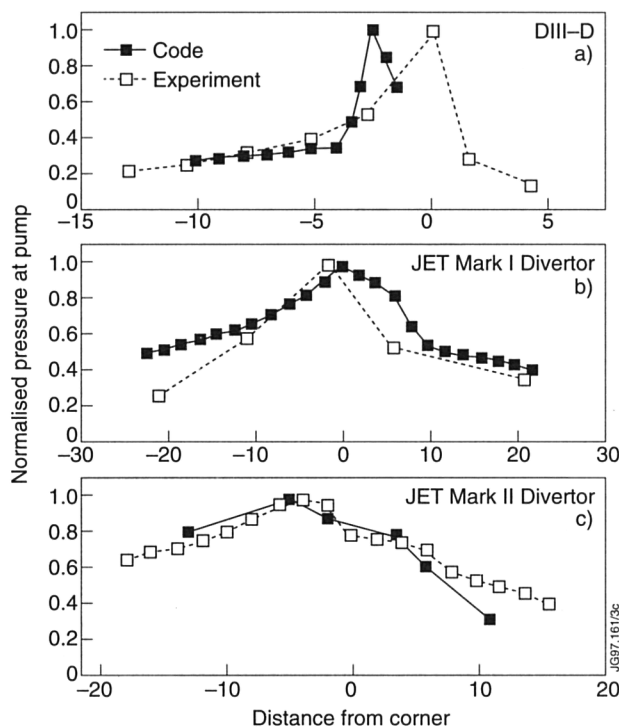 1.0
0.8
0.6
0.4
0.2
0
Code
Experiment
DIII–D
a)
–15 –10 –5 0 5
1.0
0.8
0.6
0.4
0.2
0
JET Mark I Divertor
b)
–30 –20 –10 0 10 20 30
1.0
0.8
0.6
0.4
0.2
0
JET Mark II Divertor
c)
–20 –10 0 10 20
Normalised pressure at pump
Distance from corner
JG97.161/3c